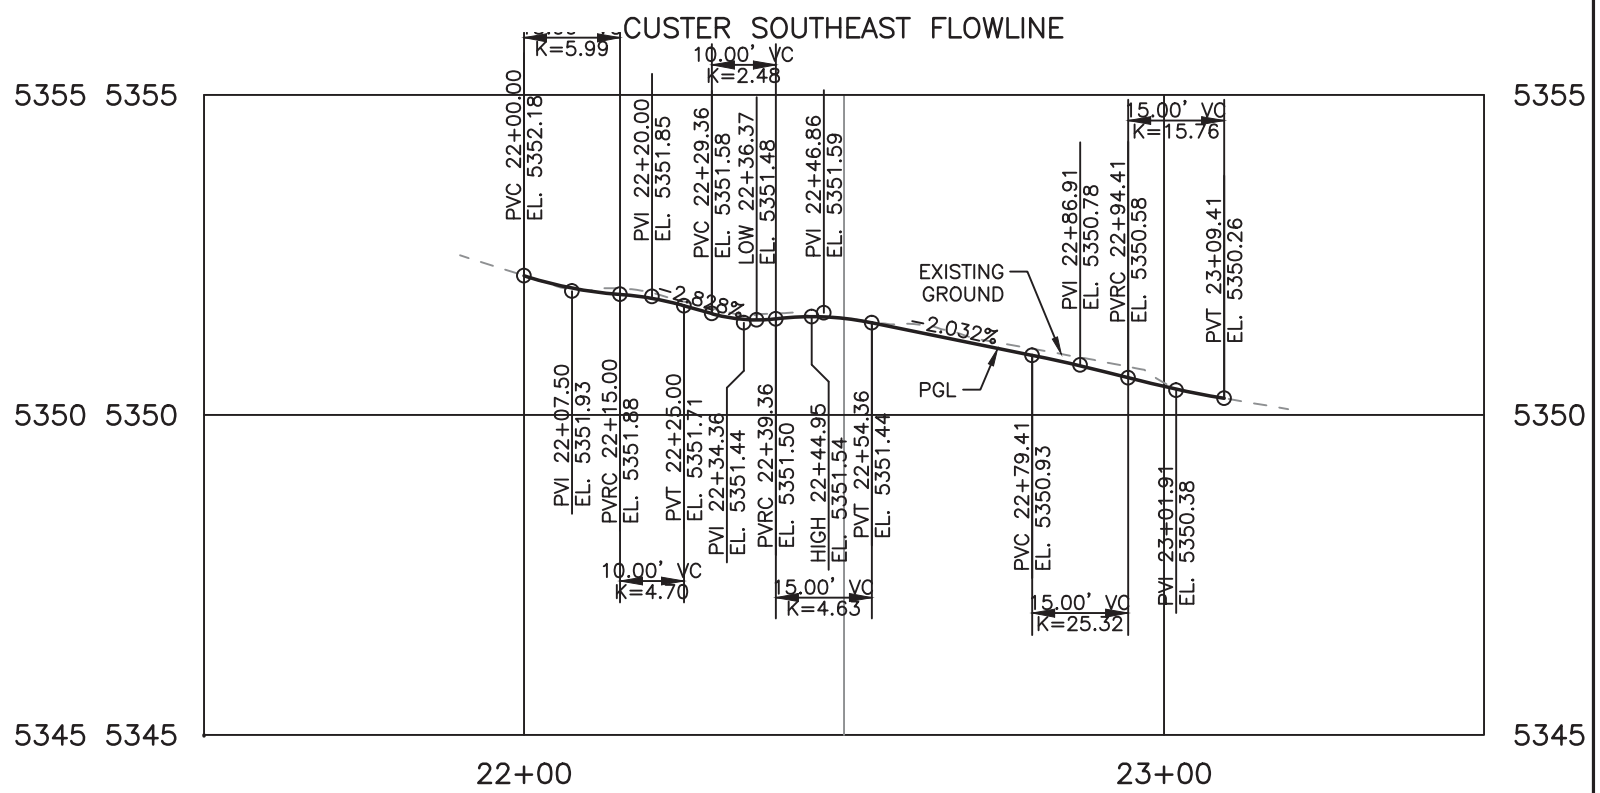 CUSTER SOUTHEAST FLOWLINE
K=5.99
10.00' VC
K=2.48
5355 5355
5355
15.00' VC
K=15.76
PVC 22+00.00
EL. 5352.18
PVI 22+20.00
EL. 5351.85
PVC 22+29.36
EL. 5351.58
LOW 22+36.37
EL. 5351.48
PVI 22+46.86
EL. 5351.59
PVI 22+86.91
EL. 5350.78
PVRC 22+94.41
EL. 5350.58
PVT 23+09.41
EL. 5350.26
EXISTING
GROUND
-2.828%
-2.032%
PGL
5350 5350
5350
PVI 22+07.50
EL. 5351.93
PVRC 22+15.00
EL. 5351.88
PVT 22+25.00
EL. 5351.71
PVI 22+34.36
EL. 5351.44
PVRC 22+39.36
EL. 5351.50
HIGH 22+44.95
EL. 5351.54
PVT 22+54.36
EL. 5351.44
PVC 22+79.41
EL. 5350.93
PVI 23+01.91
EL. 5350.38
10.00' VC
K=4.70
15.00' VC
K=4.63
15.00' VC
K=25.32
5345 5345
5345
22+00
23+00